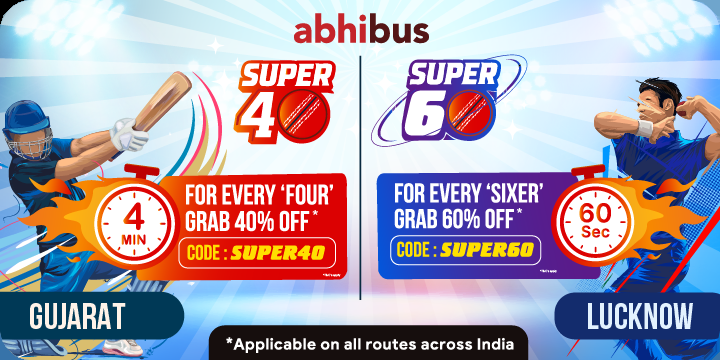 abhibus
SUPER
40
FOR EVERY 'FOUR'
GRAB 40% OFF*
CODE : SUPER40
4
MIN
GUJARAT
SUPER
60
FOR EVERY 'SIXER'
GRAB 60% OFF*
CODE : SUPER60
60
Sec
LUCKNOW
*Applicable on all routes across India